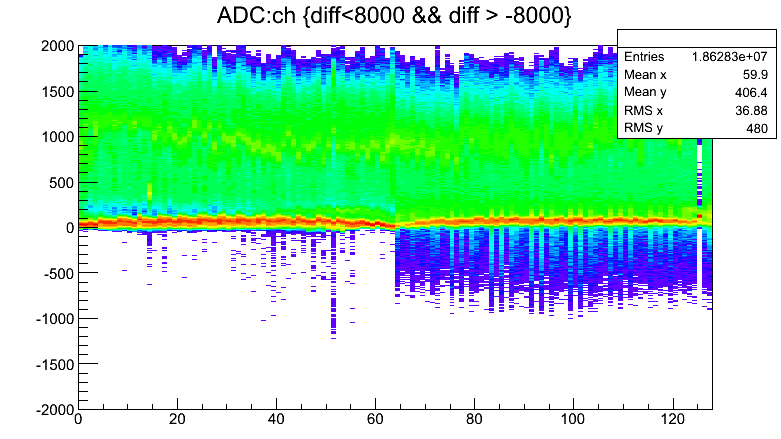 ADC:ch {diff<8000 && diff > -8000}
Entries 1.86283e+07
Mean x 59.9
Mean y 406.4
RMS x 36.88
RMS y 480
2000
1500
1000
500
0
-500
-1000
-1500
-2000
0 20 40 60 80 100 120